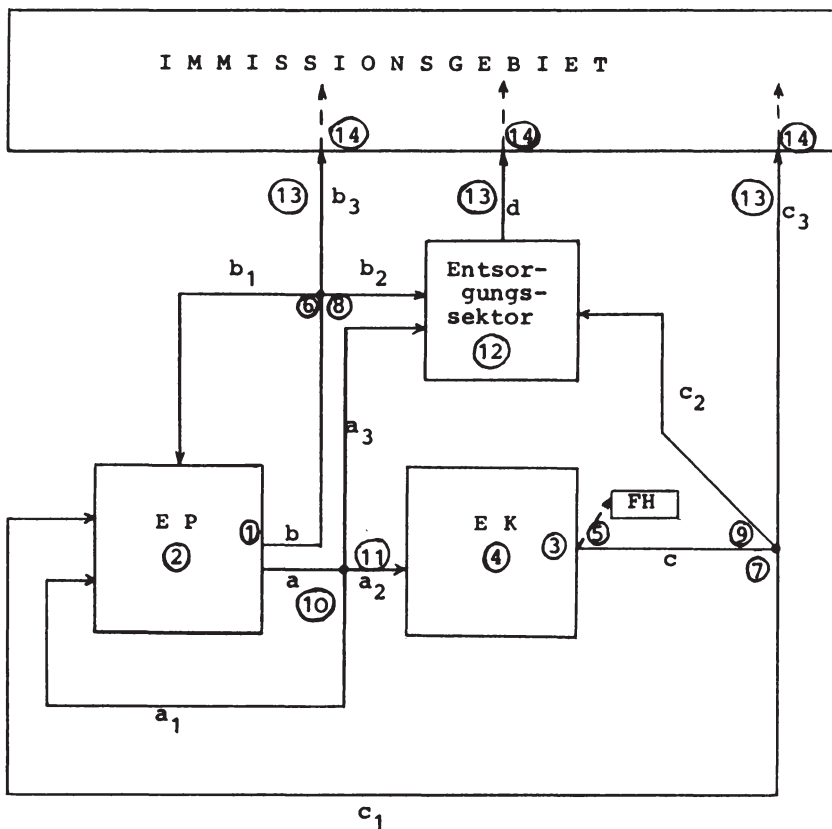 I M M I S S I O N S G E B I E T
14 14 14
13 b3 13 d 13 c3
b1 b2
6 8
Entsor-
gungs-
sektor
12
c2
a3
E P
1
b
2
E K
3
4
5
FH
9
c
7
a
10
11
a2
a1
c1